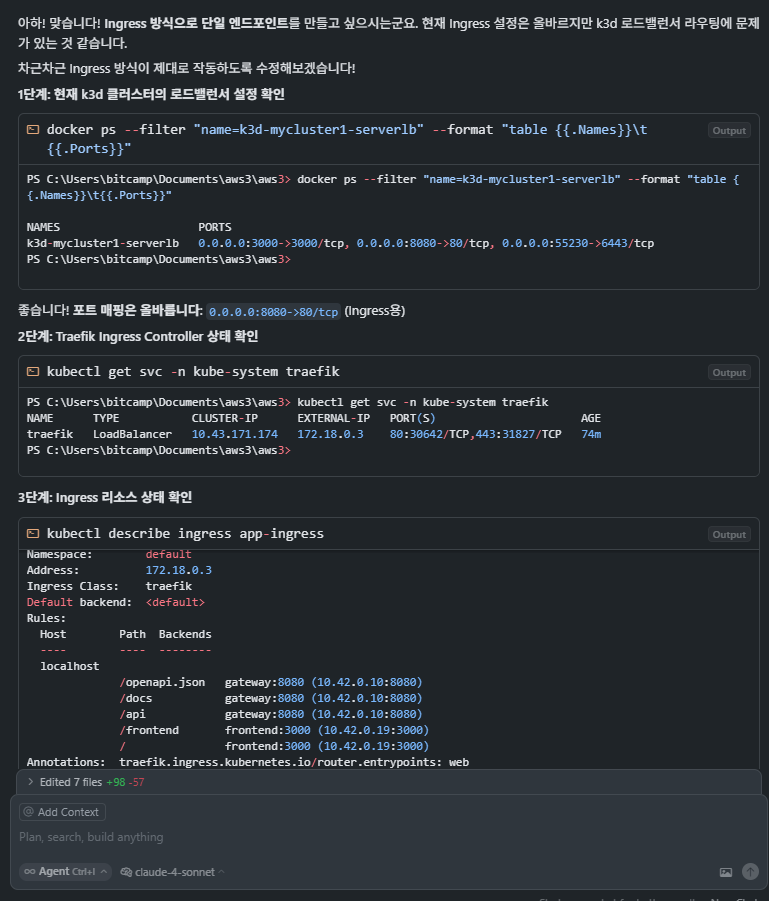 아하! 맞습니다! Ingress 방식으로 단일 엔드포인트를 만들고 싶으시는군요. 현재 Ingress 설정은 올바르지만 k3d 로드밸런서 라우팅에 문제
가 있는 것 같습니다.
차근차근 Ingress 방식이 제대로 작동하도록 수정해보겠습니다!
1단계: 현재 k3d 클러스터의 로드밸런서 설정 확인
docker ps --filter "name=k3d-mycluster1-serverlb" --format "table {{.Names}}\t
{{.Ports}}"
Output
PS C:\Users\bitcamp\Documents\aws3\aws3> docker ps --filter "name=k3d-mycluster1-serverlb" --format "table {
{.Names}}\t{{.Ports}}"
NAMES PORTS
k3d-mycluster1-serverlb 0.0.0.0:3000->3000/tcp, 0.0.0.0:8080->80/tcp, 0.0.0.0:55230->6443/tcp
PS C:\Users\bitcamp\Documents\aws3\aws3>
좋습니다! 포트 매핑은 올바릅니다: 0.0.0.0:8080->80/tcp (Ingress용)
2단계: Traefik Ingress Controller 상태 확인
kubectl get svc -n kube-system traefik
Output
PS C:\Users\bitcamp\Documents\aws3\aws3> kubectl get svc -n kube-system traefik
NAME TYPE CLUSTER-IP EXTERNAL-IP PORT(S) AGE
traefik LoadBalancer 10.43.171.174 172.18.0.3 80:30642/TCP,443:31827/TCP 74m
PS C:\Users\bitcamp\Documents\aws3\aws3>
3단계: Ingress 리소스 상태 확인
kubectl describe ingress app-ingress
Output
Namespace: default
Address: 172.18.0.3
Ingress Class: traefik
Default backend: <default>
Rules:
Host Path Backends
---- ---- --------
localhost
/openapi.json gateway:8080 (10.42.0.10:8080)
/docs gateway:8080 (10.42.0.10:8080)
/api gateway:8080 (10.42.0.10:8080)
/frontend frontend:3000 (10.42.0.19:3000)
/ frontend:3000 (10.42.0.19:3000)
Annotations: traefik.ingress.kubernetes.io/router.entrypoints: web
> Edited 7 files +98 -57
@ Add Context
Plan, search, build anything
∞ Agent Ctrl+I
claude-4-sonnet